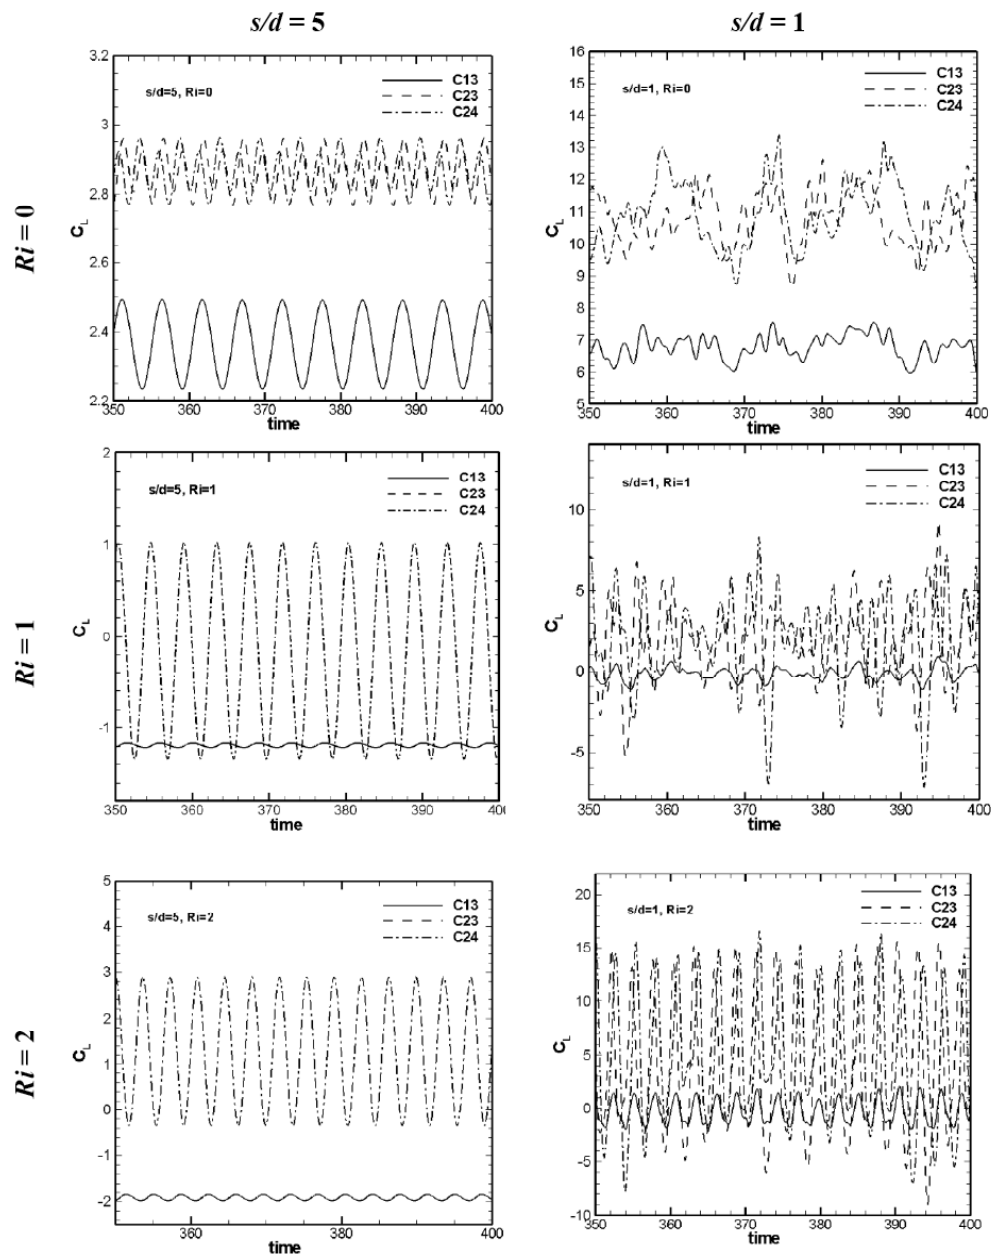 s/d = 5
s/d = 1
Ri = 0
3.2
3
2.8
2.6
2.4
2.2
C_L
s/d=5, Ri=0
C13
C23
C24
350
360
370
380
390
400
time
16
15
14
13
12
11
10
9
8
7
6
5
C_L
s/d=1, Ri=0
C13
C23
C24
350
360
370
380
390
400
time
Ri = 1
2
1
0
-1
C_L
s/d=5, Ri=1
C13
C23
C24
350
360
370
380
390
400
time
10
5
0
-5
C_L
s/d=1, Ri=1
C13
C23
C24
350
360
370
380
390
400
time
Ri = 2
5
4
3
2
1
0
-1
-2
C_L
s/d=5, Ri=2
C13
C23
C24
360
380
400
time
20
15
10
5
0
-5
-10
C_L
s/d=1, Ri=2
C13
C23
C24
350
360
370
380
390
400
time